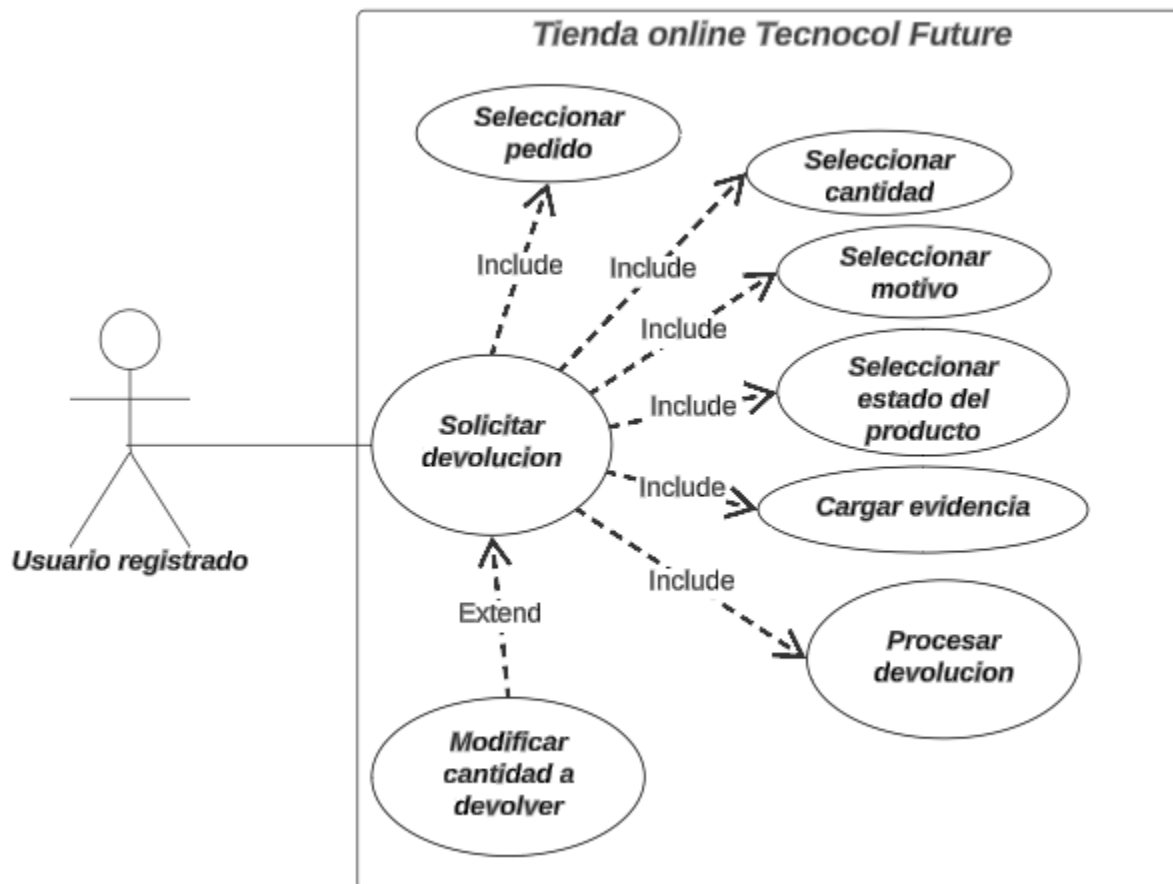 Tienda online Tecnocol Future
Seleccionar
pedido
Seleccionar
cantidad
Include
Include
Seleccionar
motivo
Include
Seleccionar
estado del
producto
Include
Solicitar
devolucion
Include
Cargar evidencia
Usuario registrado
Include
Extend
Procesar
devolucion
Modificar
cantidad a
devolver